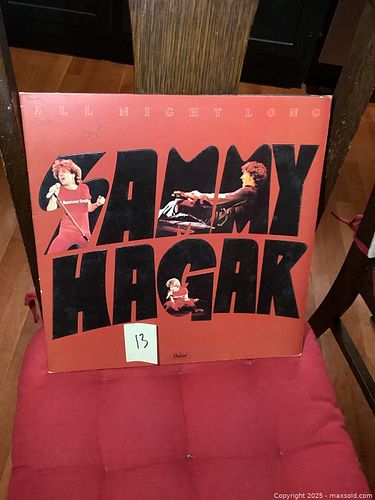 ALL NIGHT LONG
SAMMY
HAGAR
13
Capitol
Copyright 2025 - maxsold.com